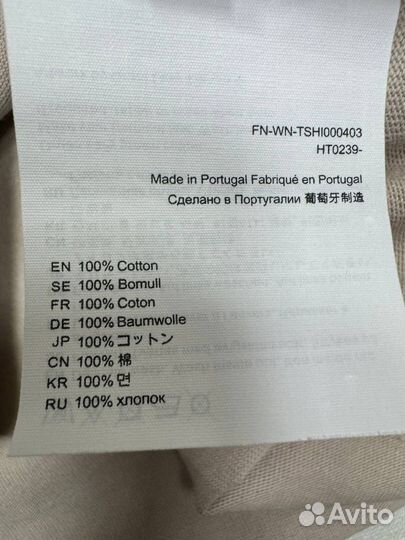 FN-WN-TSHI000403
HT0239-
Made in Portugal Fabriqué en Portugal
Сделано в Португалии 葡萄牙制造
EN 100% Cotton
SE 100% Bomull
FR 100% Coton
DE 100% Baumwolle
JP 100% コットン
CN 100% 棉
KR 100% 면
RU 100% хлопок
Avito